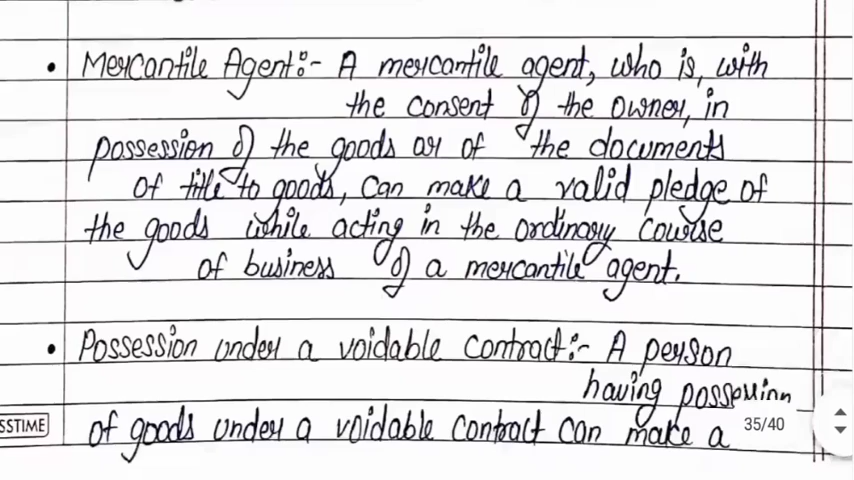 • Mercantile Agent:- A mercantile agent, who is, with
the consent of the owner, in
possession of the goods or of the documents
of title to goods, can make a valid pledge of
the goods while acting in the ordinary course
of business of a mercantile agent.
• Possession under a voidable contract:- A person
having possession
of goods under a voidable contract can make a
SSTIME
35/40